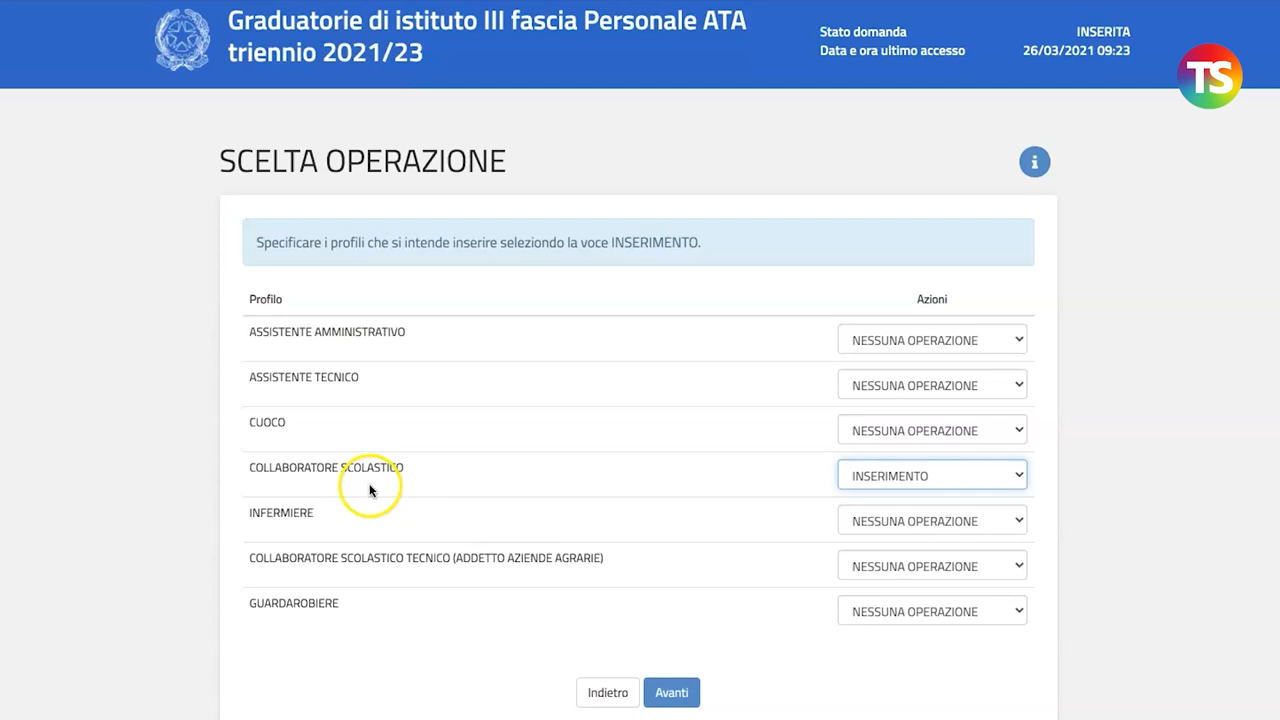 Graduatorie di istituto III fascia Personale ATA
triennio 2021/23
Stato domanda INSERITA
Data e ora ultimo accesso 26/03/2021 09:23
TS
SCELTA OPERAZIONE
i
Specificare i profili che si intende inserire seleziondo la voce INSERIMENTO.
Profilo Azioni
ASSISTENTE AMMINISTRATIVO NESSUNA OPERAZIONE
ASSISTENTE TECNICO NESSUNA OPERAZIONE
CUOCO NESSUNA OPERAZIONE
COLLABORATORE SCOLASTICO INSERIMENTO
INFERMIERE NESSUNA OPERAZIONE
COLLABORATORE SCOLASTICO TECNICO (ADDETTO AZIENDE AGRARIE) NESSUNA OPERAZIONE
GUARDAROBIERE NESSUNA OPERAZIONE
Indietro Avanti